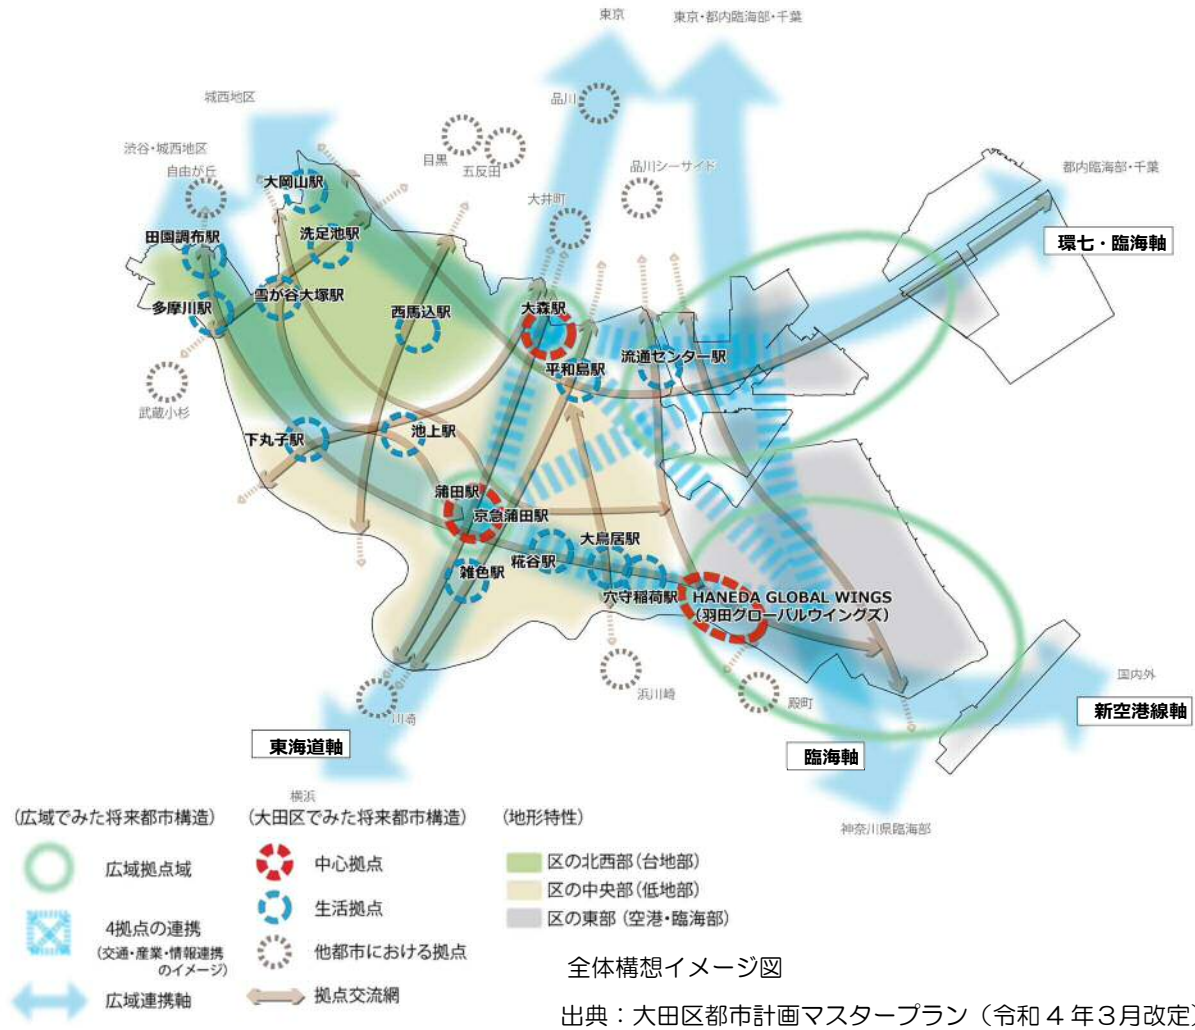 東京
東京・都内臨海部・千葉
城西地区
品川
渋谷・城西地区
自由が丘
目黒
五反田
品川シーサイド
都内臨海部・千葉
大岡山駅
大井町
田園調布駅
洗足池駅
環七・臨海軸
多摩川駅
雪が谷大塚駅
西馬込駅
大森駅
平和島駅
流通センター駅
武蔵小杉
下丸子駅
池上駅
蒲田駅
京急蒲田駅
大鳥居駅
糀谷駅
雑色駅
穴守稲荷駅
HANEDA GLOBAL WINGS
(羽田グローバルウイングズ)
浜川崎
殿町
国内外
川崎
新空港線軸
東海道軸
臨海軸
横浜
神奈川県臨海部
(広域でみた将来都市構造)
広域拠点域
4拠点の連携
(交通・産業・情報連携
のイメージ)
広域連携軸
(大田区でみた将来都市構造)
中心拠点
生活拠点
他都市における拠点
拠点交流網
(地形特性)
区の北西部(台地部)
区の中央部(低地部)
区の東部(空港・臨海部)
全体構想イメージ図
出典：大田区都市計画マスタープラン（令和4年3月改定）